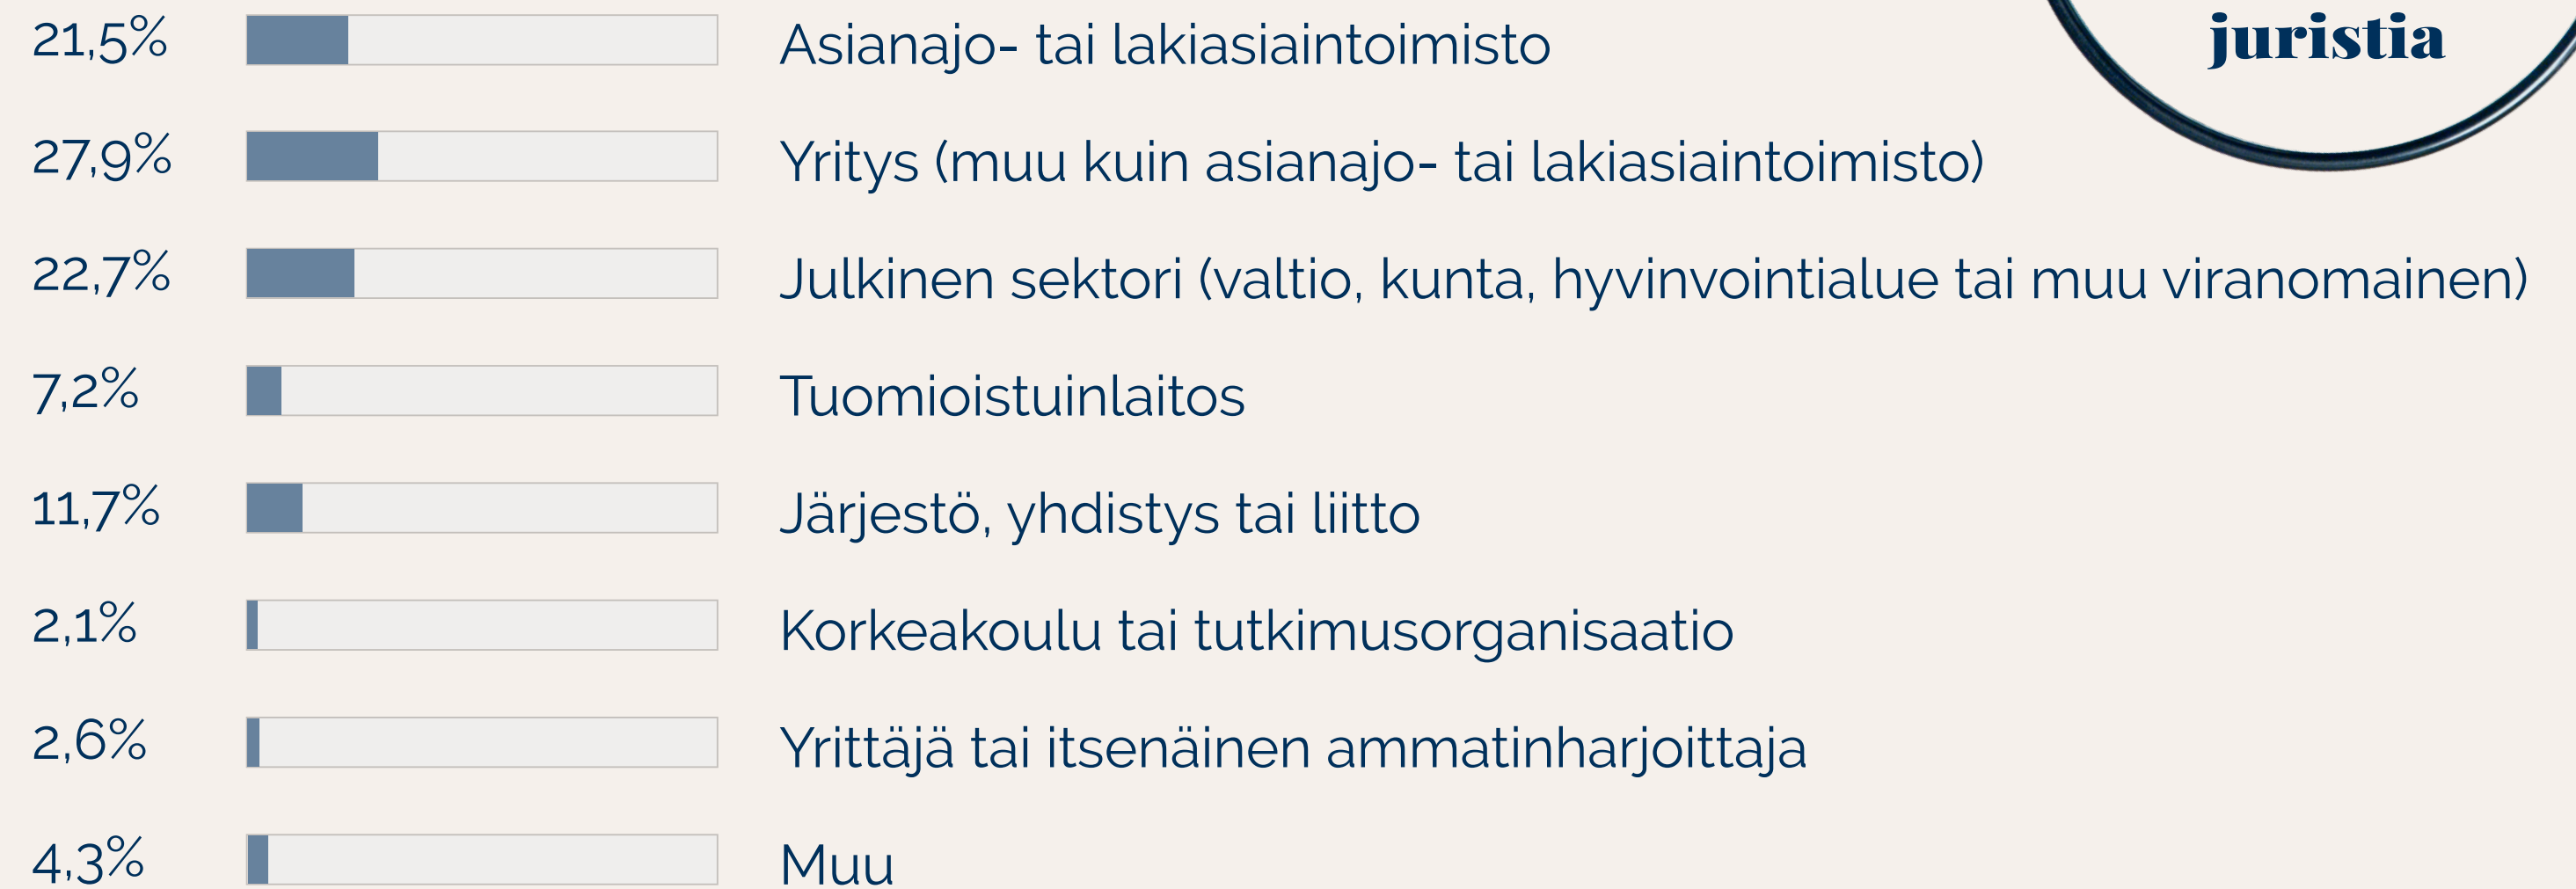 21,5% Asianajo- tai lakiasiaintoimisto
juristia
27,9% Yritys (muu kuin asianajo- tai lakiasiaintoimisto)
22,7% Julkinen sektori (valtio, kunta, hyvinvointialue tai muu viranomainen)
7,2% Tuomioistuinlaitos
11,7% Järjestö, yhdistys tai liitto
2,1% Korkeakoulu tai tutkimusorganisaatio
2,6% Yrittäjä tai itsenäinen ammatinharjoittaja
4,3% Muu